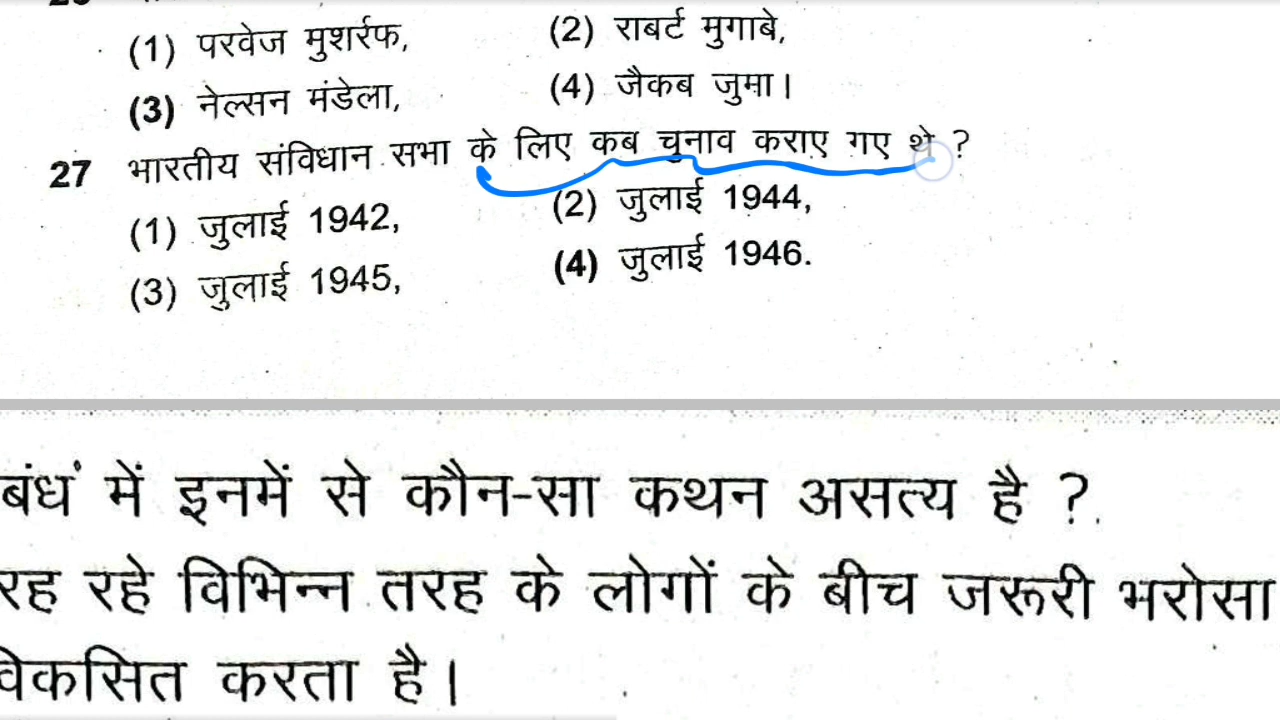 (1) परवेज मुशर्रफ, (2) राबर्ट मुगाबे,
(3) नेल्सन मंडेला, (4) जैकब जुमा।
27 भारतीय संविधान सभा के लिए कब चुनाव कराए गए थे ?
(1) जुलाई 1942, (2) जुलाई 1944,
(3) जुलाई 1945, (4) जुलाई 1946.
बंध में इनमें से कौन-सा कथन असत्य है ?
रह रहे विभिन्न तरह के लोगों के बीच जरूरी भरोसा
विकसित करता है।